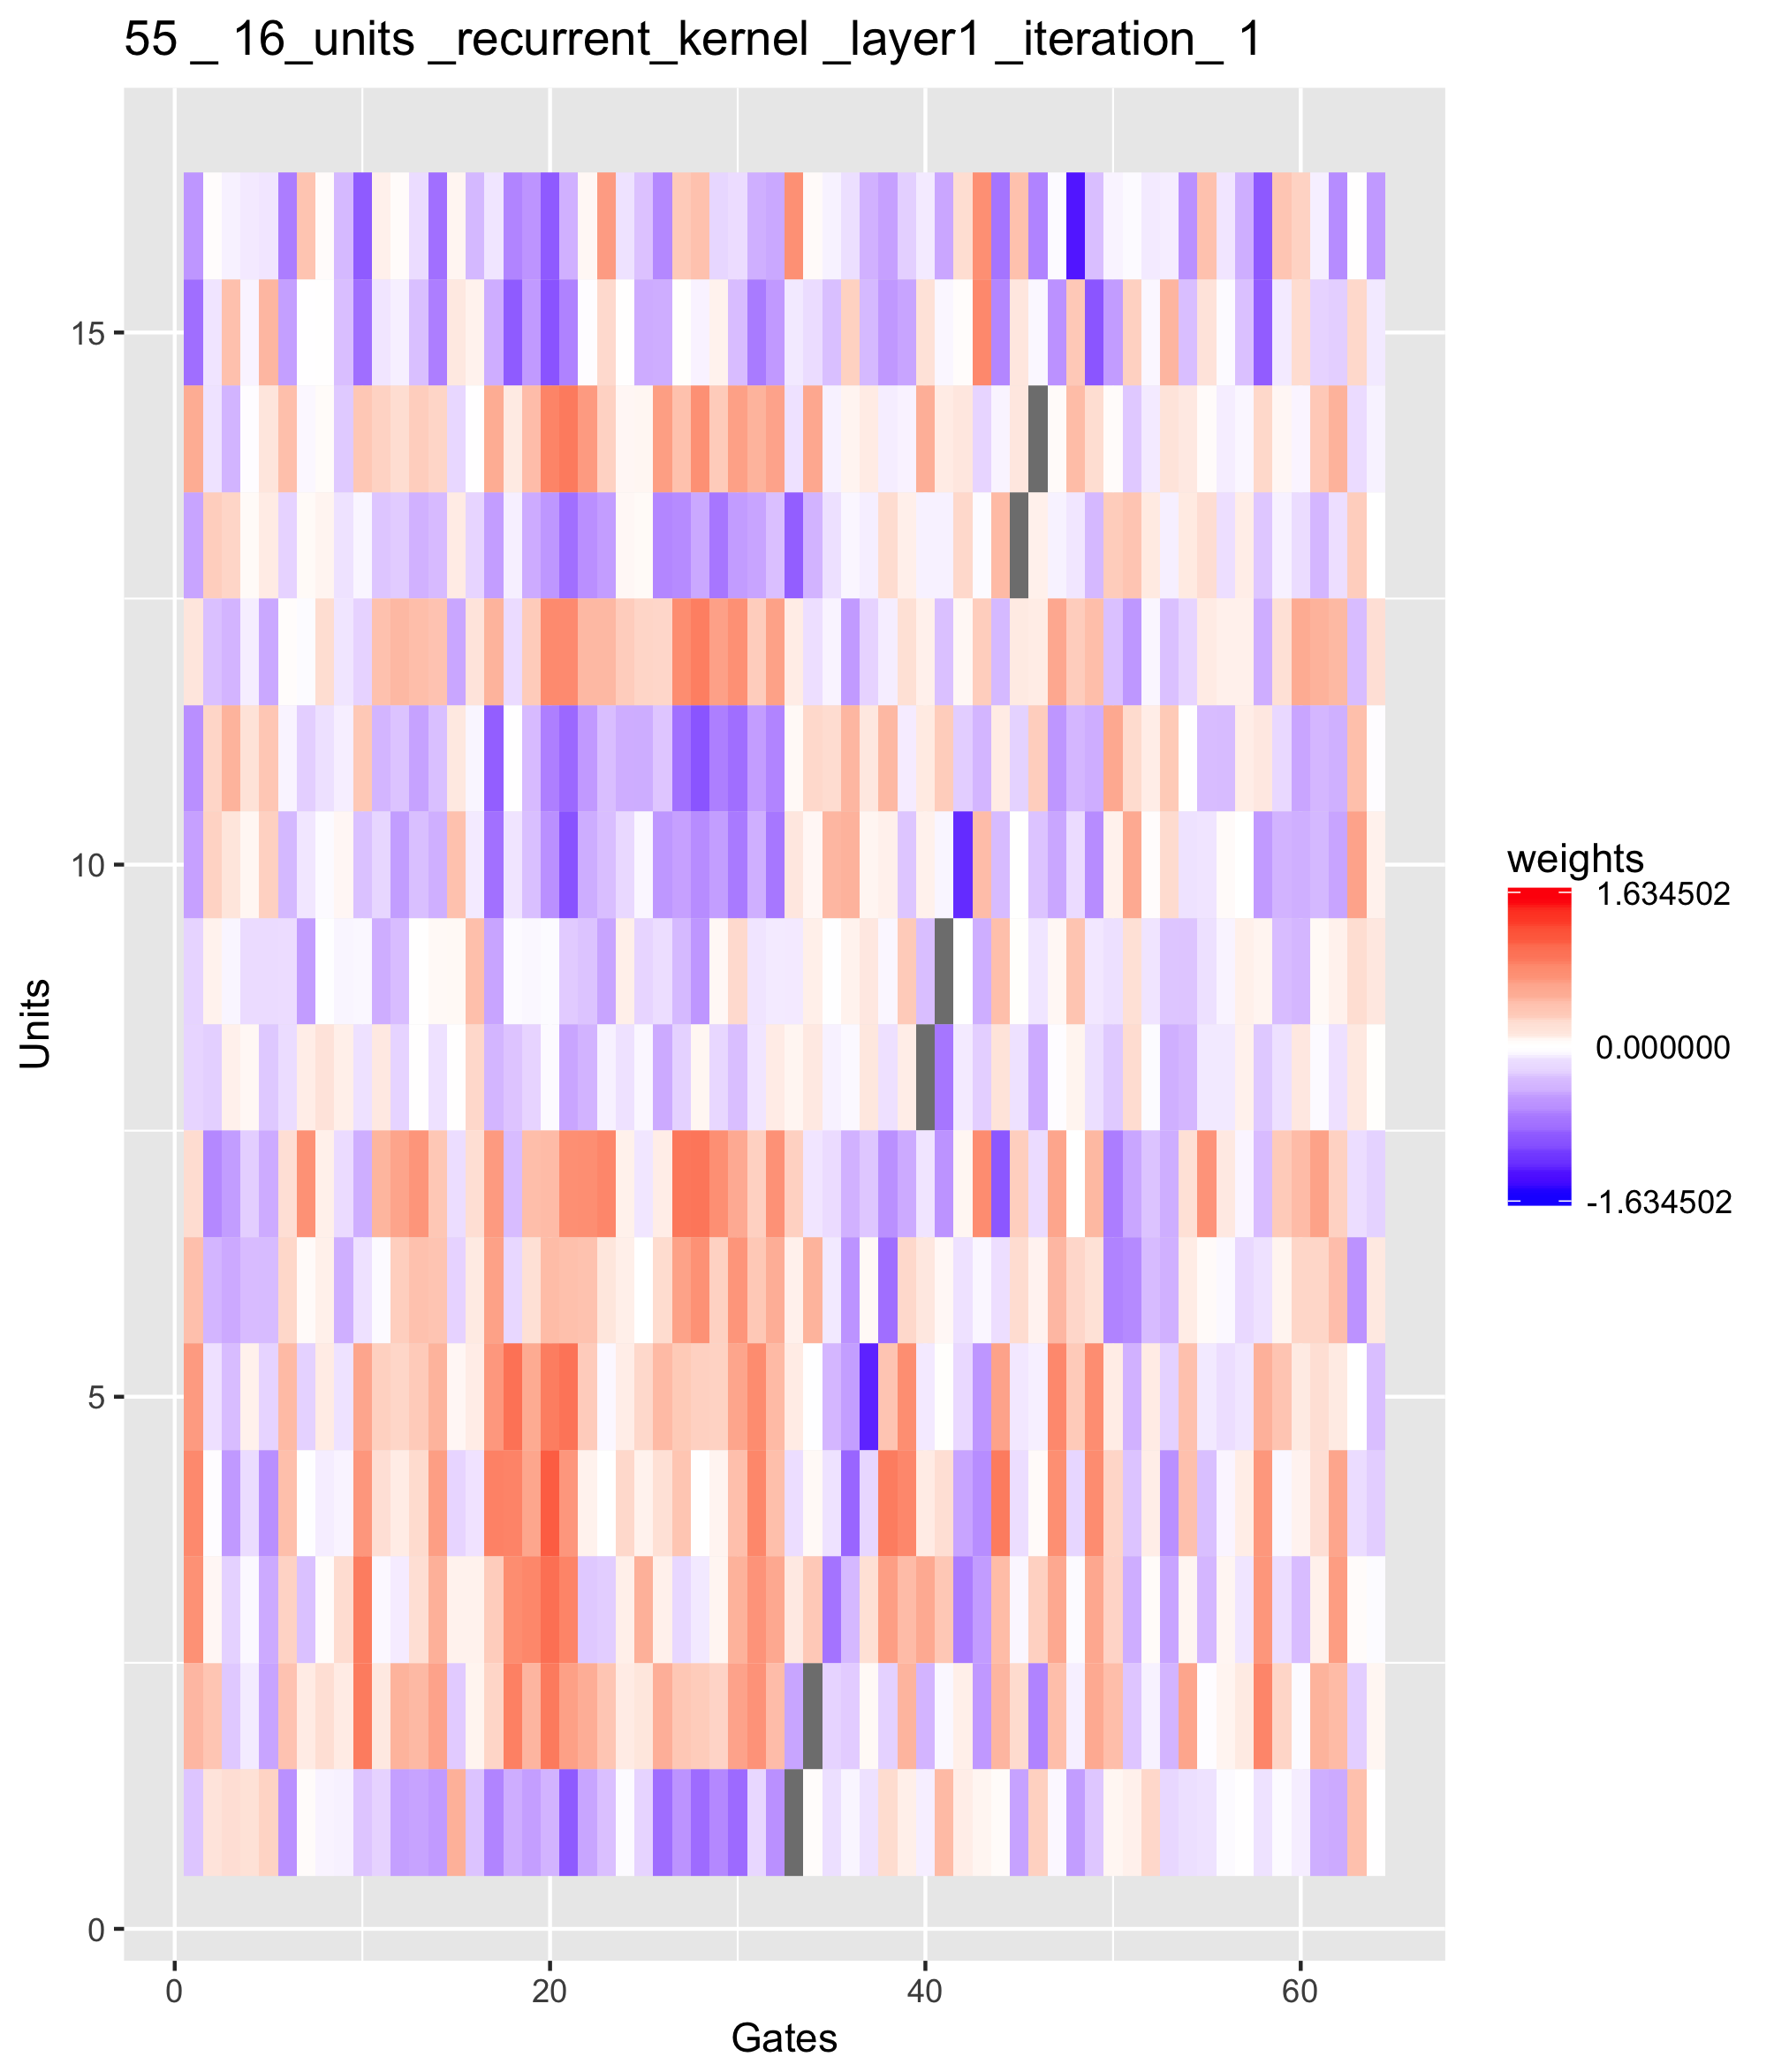 55 _ 16_units _recurrent_kernel _layer1 _iteration_ 1
15
10
5
0
Units
0 20 40 60
Gates
weights
1.634502
0.000000
-1.634502